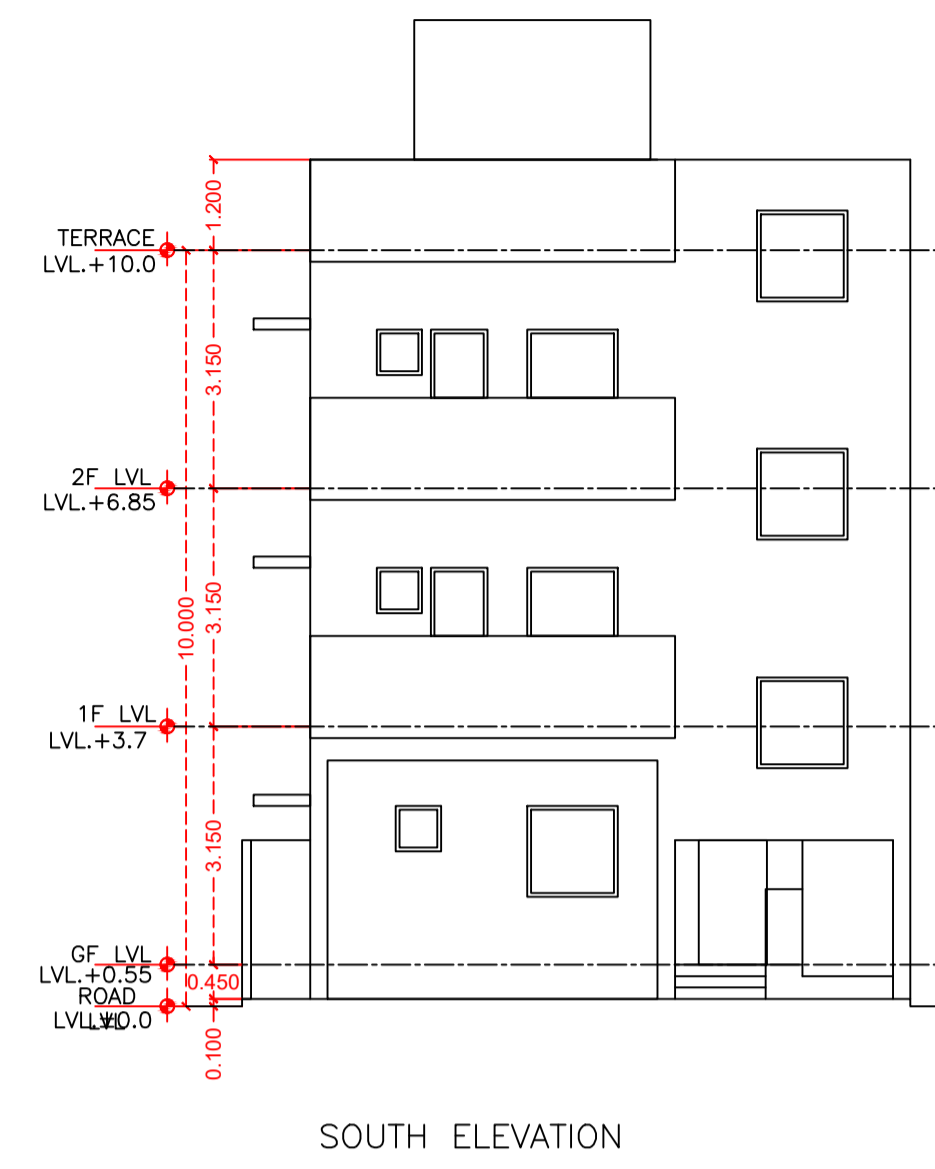 1.200
TERRACE
LVL.+10.0
3.150
2F LVL
LVL.+6.85
3.150
10.000
1F LVL
LVL.+3.7
3.150
GF LVL
LVL.+0.55
0.450
ROAD
0.100
SOUTH ELEVATION